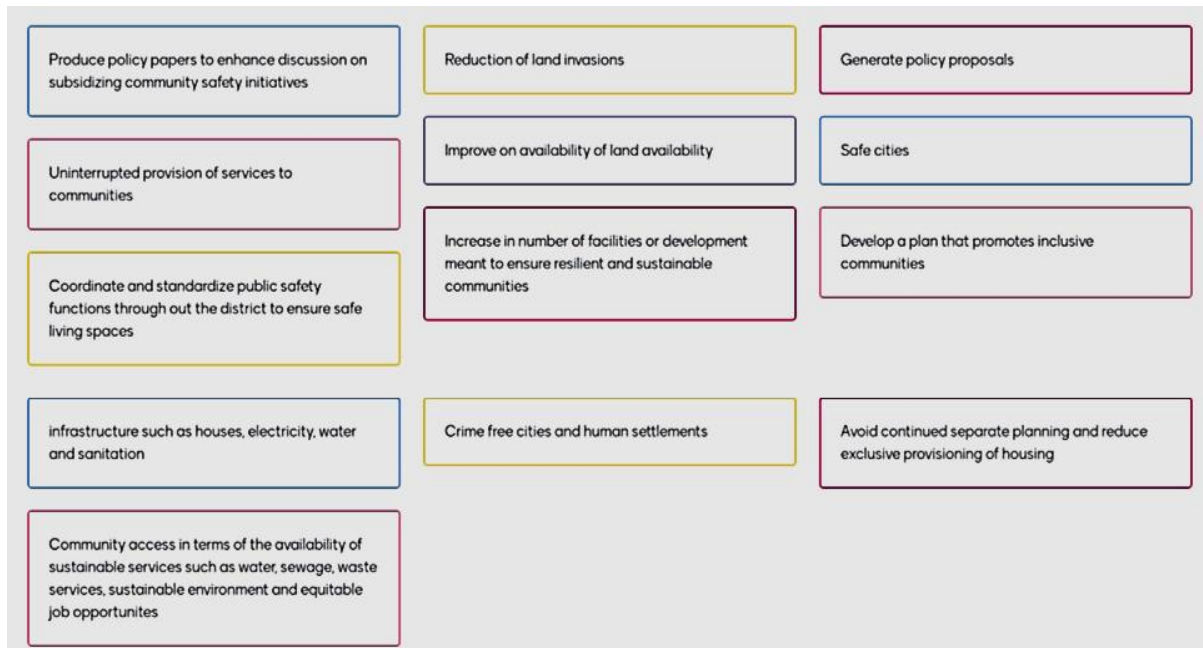 Produce policy papers to enhance discussion on
subsidizing community safety initiatives
Uninterrupted provision of services to
communities
Coordinate and standardize public safety
functions through out the district to ensure safe
living spaces
Reduction of land invasions
Improve on availability of land availability
Increase in number of facilities or development
meant to ensure resilient and sustainable
communities
Generate policy proposals
Safe cities
Develop a plan that promotes inclusive
communities
infrastructure such as houses, electricity, water
and sanitation
Community access in terms of the availability of
sustainable services such as water, sewage, waste
services, sustainable environment and equitable
job opportunites
Crime free cities and human settlements
Avoid continued separate planning and reduce
exclusive provisioning of housing